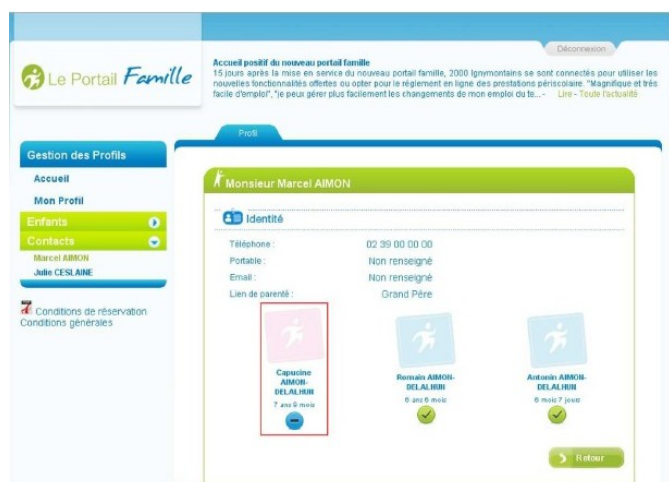 Déconnexion
Le Portail Famille
Accueil positif du nouveau portail famille
15 jours après la mise en service du nouveau portail famille, 2000 Ignymontains se sont connectés pour utiliser les
nouvelles fonctionnalités offertes ou opter pour le règlement en ligne des prestations périscolaire. "Magnifique et très
facile d'emploi", "je peux gérer plus facilement les changements de mon emploi du te... - Lire - Toute l'actualité
Profil
Gestion des Profils
Accueil
Mon Profil
Enfants
Contacts
Marcel AIMON
Julie CESLAINE
Conditions de réservation
Conditions générales
Monsieur Marcel AIMON
Identité
Téléphone : 02 39 00 00 00
Portable : Non renseigné
Email : Non renseigné
Lien de parenté : Grand Père
Capucine
AIMON-
DELALHUN
7 ans 9 mois
Romain AIMON-
DELALHUN
6 ans 6 mois
Antonin AIMON-
DELALHUN
6 mois 7 jours
Retour